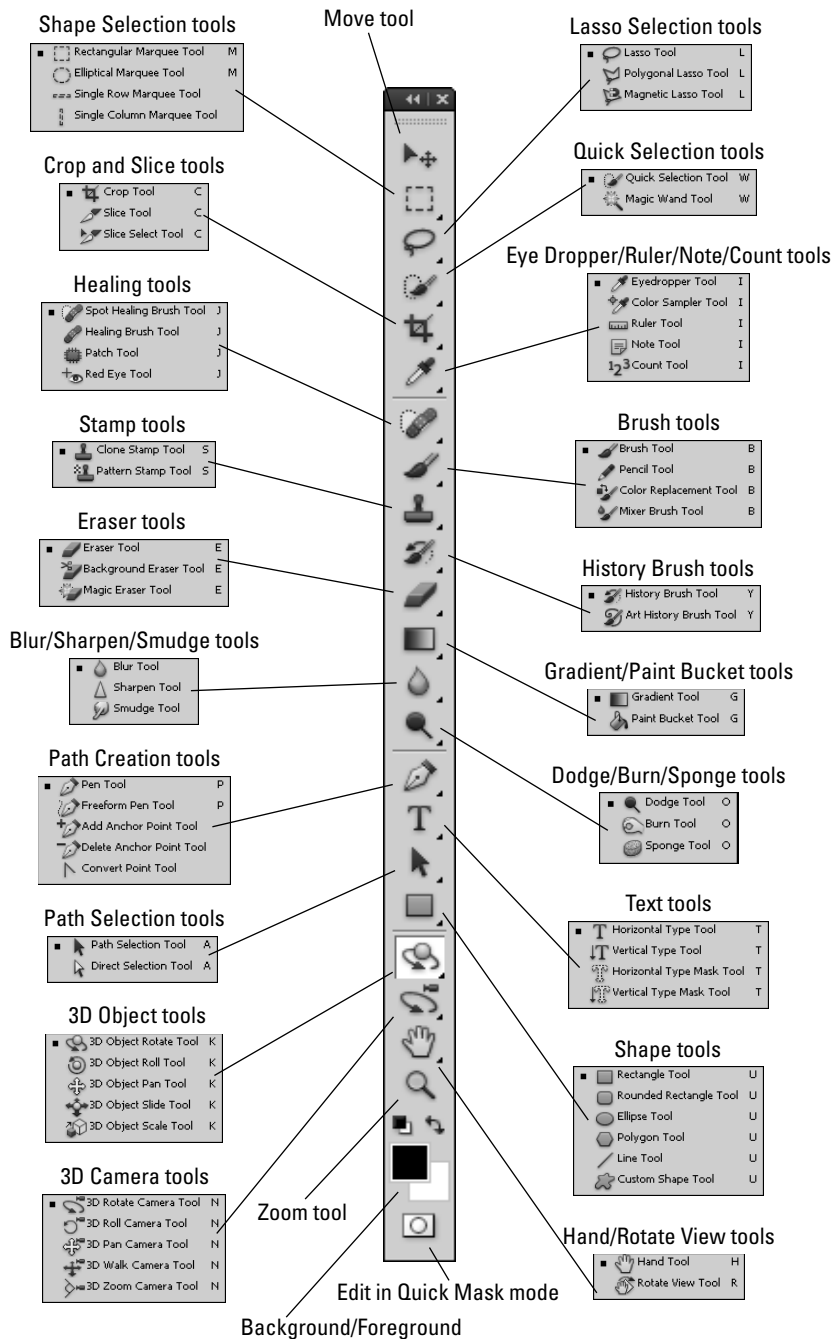 Move tool
Shape Selection tools
Rectangular Marquee Tool M
Elliptical Marquee Tool M
Single Row Marquee Tool
Single Column Marquee Tool
Crop and Slice tools
Crop Tool C
Slice Tool C
Slice Select Tool C
Healing tools
Spot Healing Brush Tool J
Healing Brush Tool J
Patch Tool J
Red Eye Tool J
Stamp tools
Clone Stamp Tool S
Pattern Stamp Tool S
Eraser tools
Eraser Tool E
Background Eraser Tool E
Magic Eraser Tool E
Blur/Sharpen/Smudge tools
Blur Tool
Sharpen Tool
Smudge Tool
Path Creation tools
Pen Tool P
Freeform Pen Tool P
Add Anchor Point Tool
Delete Anchor Point Tool
Convert Point Tool
Path Selection tools
Path Selection Tool A
Direct Selection Tool A
3D Object tools
3D Object Rotate Tool K
3D Object Roll Tool K
3D Object Pan Tool K
3D Object Slide Tool K
3D Object Scale Tool K
3D Camera tools
3D Rotate Camera Tool N
3D Roll Camera Tool N
3D Pan Camera Tool N
3D Walk Camera Tool N
3D Zoom Camera Tool N
Lasso Selection tools
Lasso Tool L
Polygonal Lasso Tool L
Magnetic Lasso Tool L
Quick Selection tools
Quick Selection Tool W
Magic Wand Tool W
Eye Dropper/Ruler/Note/Count tools
Eyedropper Tool I
Color Sampler Tool I
Ruler Tool I
Note Tool I
123 Count Tool I
Brush tools
Brush Tool B
Pencil Tool B
Color Replacement Tool B
Mixer Brush Tool B
History Brush tools
History Brush Tool Y
Art History Brush Tool Y
Gradient/Paint Bucket tools
Gradient Tool G
Paint Bucket Tool G
Dodge/Burn/Sponge tools
Dodge Tool O
Burn Tool O
Sponge Tool O
Text tools
T Horizontal Type Tool T
T Vertical Type Tool T
T Horizontal Type Mask Tool T
T Vertical Type Mask Tool T
Shape tools
Rectangle Tool U
Rounded Rectangle Tool U
Ellipse Tool U
Polygon Tool U
Line Tool U
Custom Shape Tool U
Hand/Rotate View tools
Hand Tool H
Rotate View Tool R
T
Zoom tool
Edit in Quick Mask mode
Background/Foreground